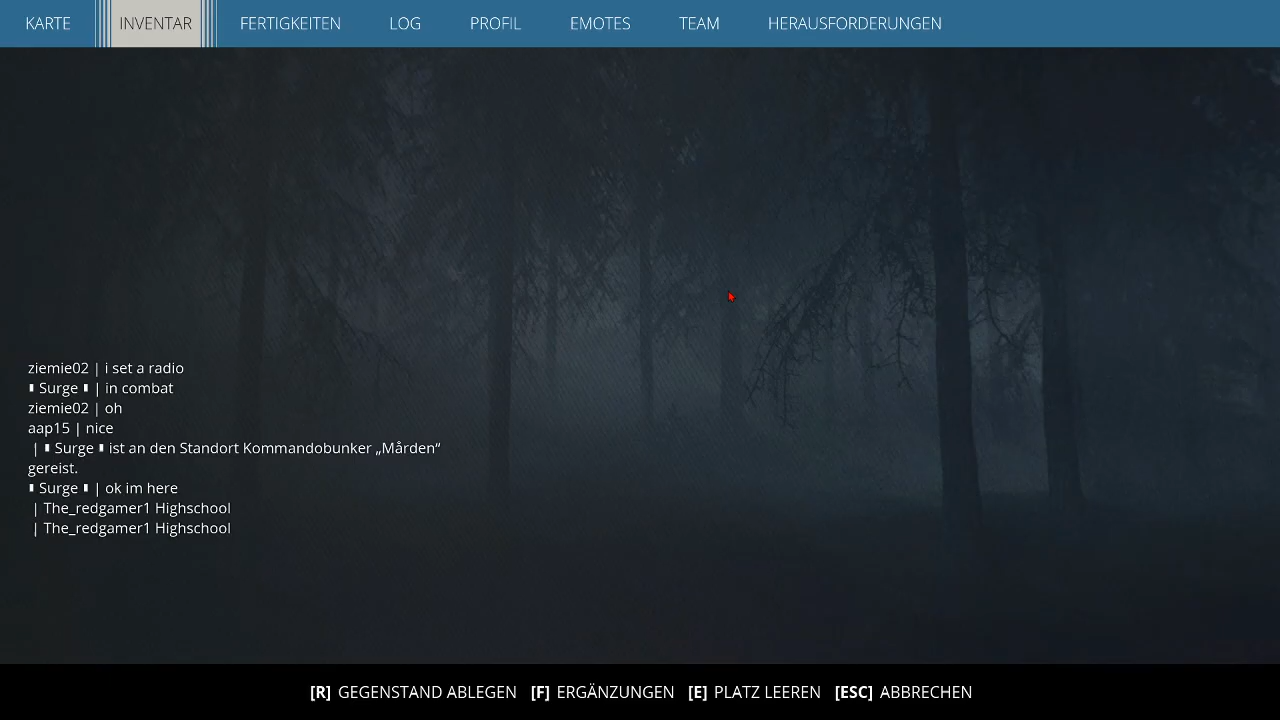 KARTE INVENTAR FERTIGKEITEN LOG PROFIL EMOTES TEAM HERAUSFORDERUNGEN
ziemie02 | i set a radio
Surge | in combat
ziemie02 | oh
aap15 | nice
| Surge ist an den Standort Kommandobunker „Mården“
gereist.
Surge | ok im here
| The_redgamer1 Highschool
| The_redgamer1 Highschool
[R] GEGENSTAND ABLEGEN [F] ERGÄNZUNGEN [E] PLATZ LEEREN [ESC] ABBRECHEN